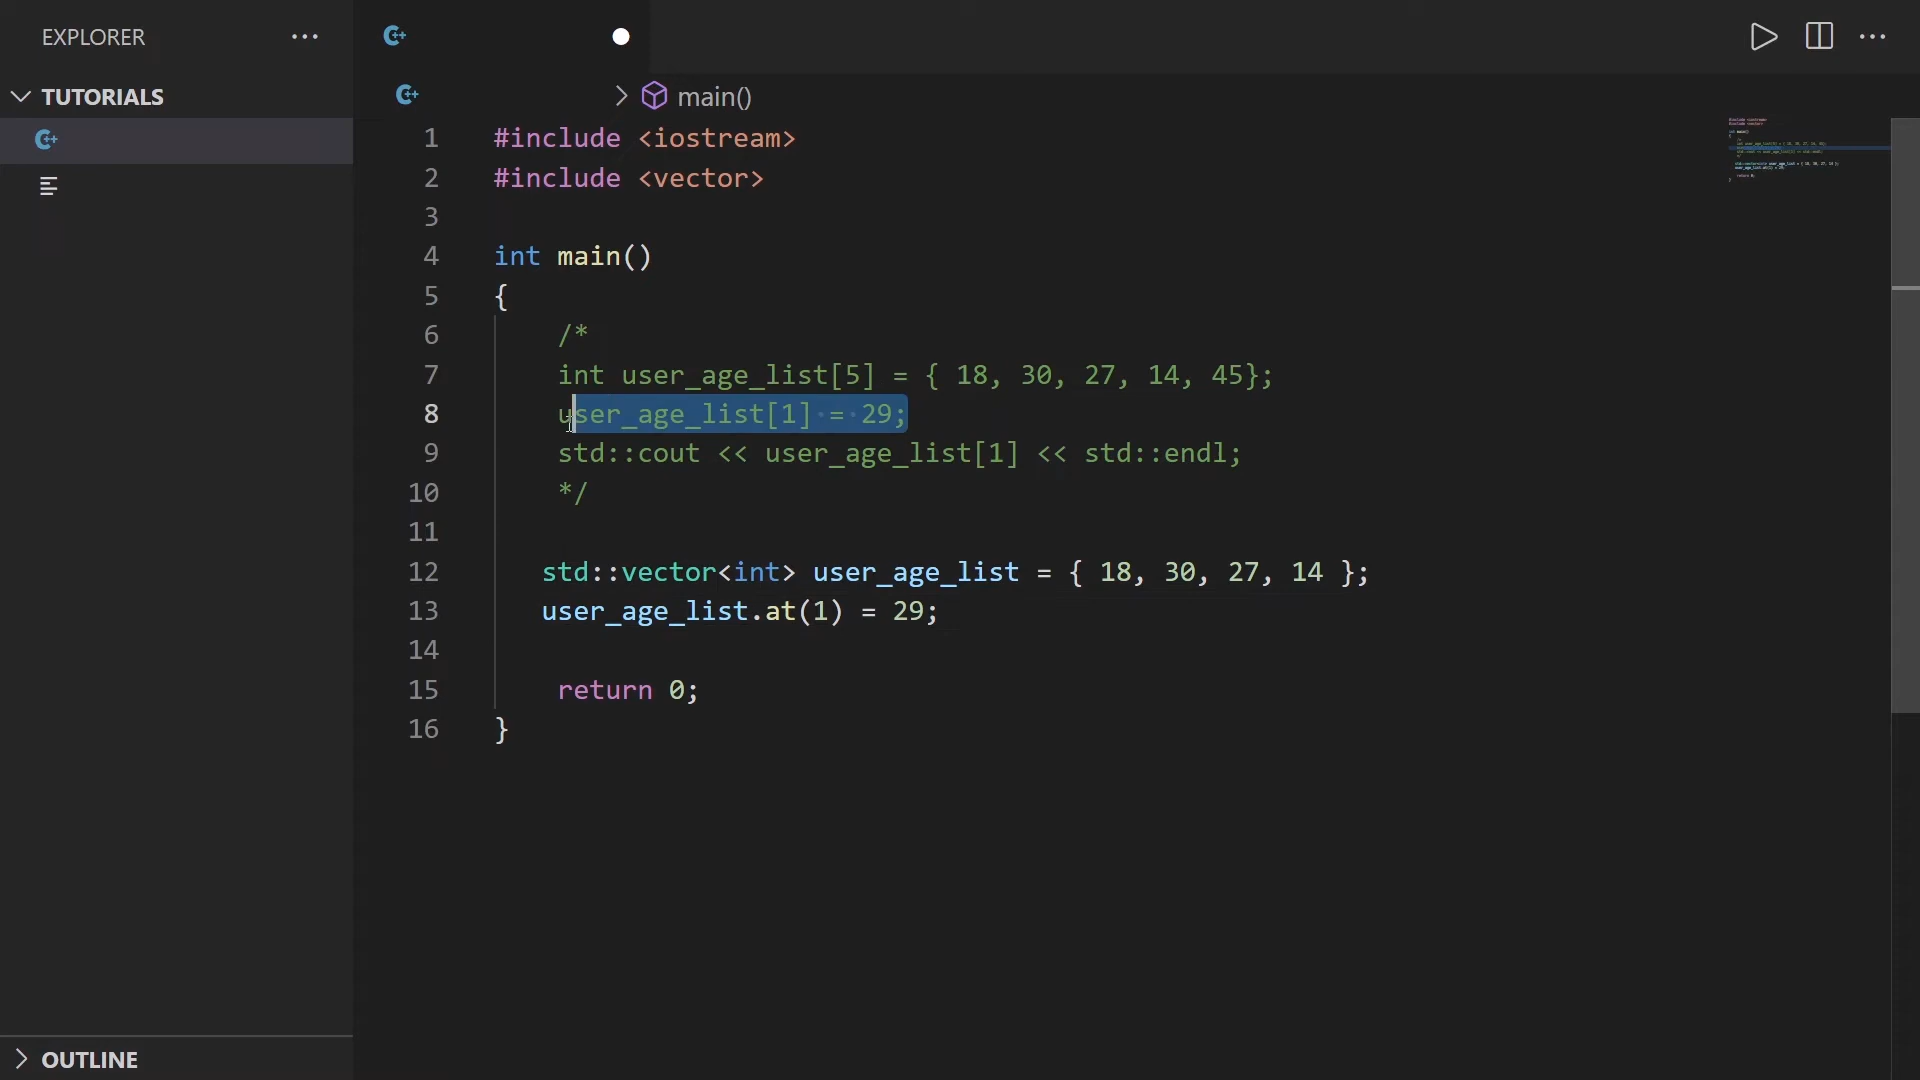 EXPLORER
TUTORIALS
main()
1 #include <iostream>
2 #include <vector>
3
4 int main()
5 {
6 /*
7 int user_age_list[5] = { 18, 30, 27, 14, 45};
8 user_age_list[1] = 29;
9 std::cout << user_age_list[1] << std::endl;
10 */
11
12 std::vector<int> user_age_list = { 18, 30, 27, 14 };
13 user_age_list.at(1) = 29;
14
15 return 0;
16 }
OUTLINE